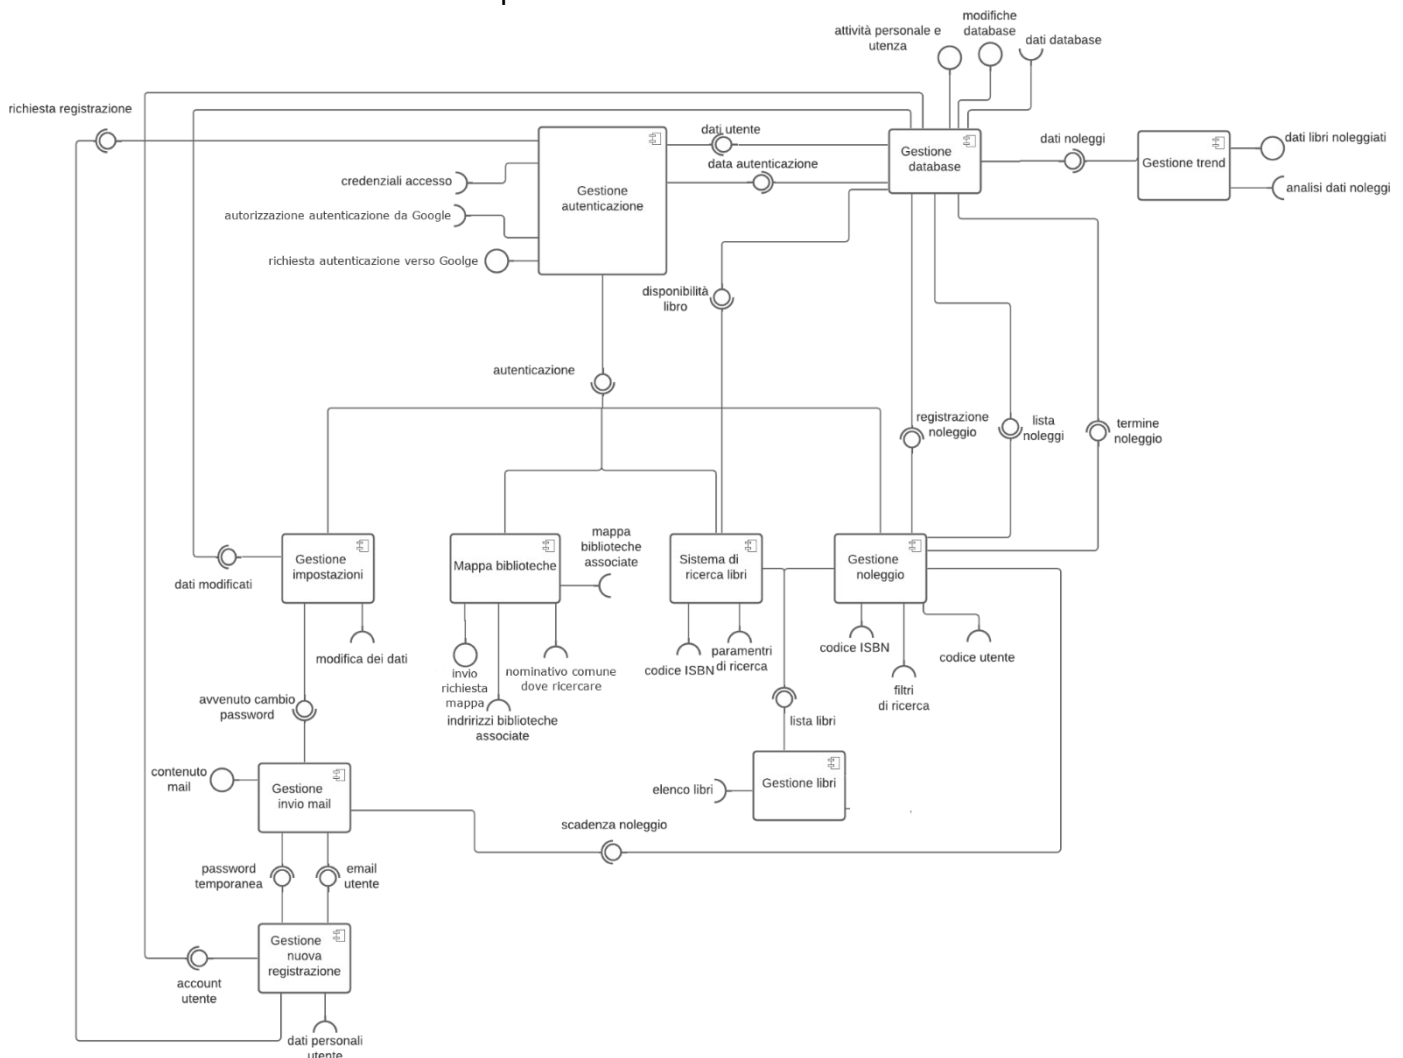 attività personale e
utenza
modifiche
database
dati database
richiesta registrazione
dati utente
data autenticazione
Gestione
database
dati noleggi
Gestione trend
dati libri noleggiati
analisi dati noleggi
credenziali accesso
autorizzazione autenticazione da Google
richiesta autenticazione verso Goolge
Gestione
autenticazione
disponibilità
libro
autenticazione
registrazione
noleggio
lista
noleggi
termine
noleggio
dati modificati
Gestione
impostazioni
Mappa biblioteche
mappa
biblioteche
associate
Sistema di
ricerca libri
Gestione
noleggio
modifica dei dati
invio
richiesta
mappa
nominativo comune
dove ricercare
indririzzi biblioteche
associate
codice ISBN
paramentri
di ricerca
codice ISBN
filtri
di ricerca
codice utente
avvenuto cambio
password
lista libri
contenuto
mail
Gestione
invio mail
elenco libri
Gestione libri
scadenza noleggio
password
temporanea
email
utente
Gestione
nuova
registrazione
account
utente
dati personali
utente